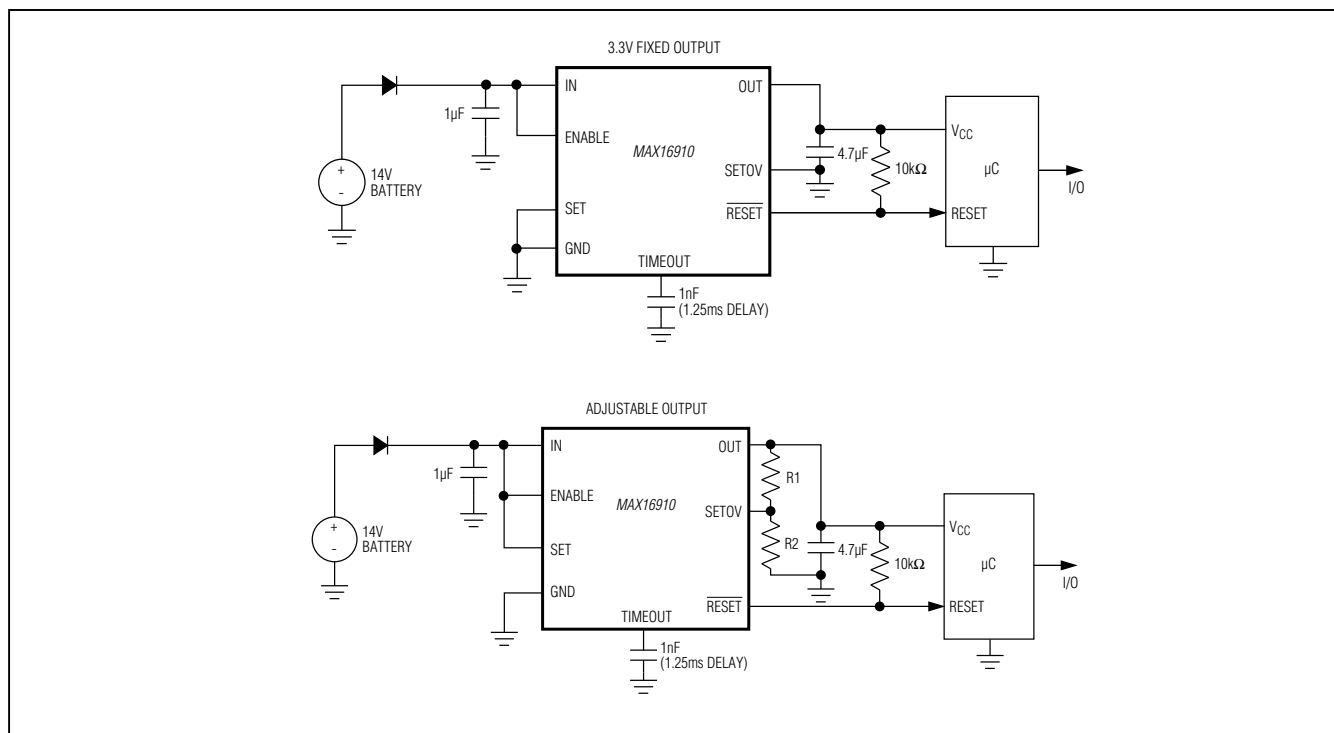 3.3V FIXED OUTPUT
IN
OUT
1µF
ENABLE
MAX16910
VCC
4.7µF
10kΩ
µC
SETOV
I/O
14V
BATTERY
+
-
SET
RESET
RESET
GND
TIMEOUT
1nF
(1.25ms DELAY)
ADJUSTABLE OUTPUT
IN
OUT
1µF
R1
ENABLE
MAX16910
SETOV
VCC
14V
BATTERY
+
-
R2
4.7µF
SET
10kΩ
µC
I/O
GND
RESET
RESET
TIMEOUT
1nF
(1.25ms DELAY)